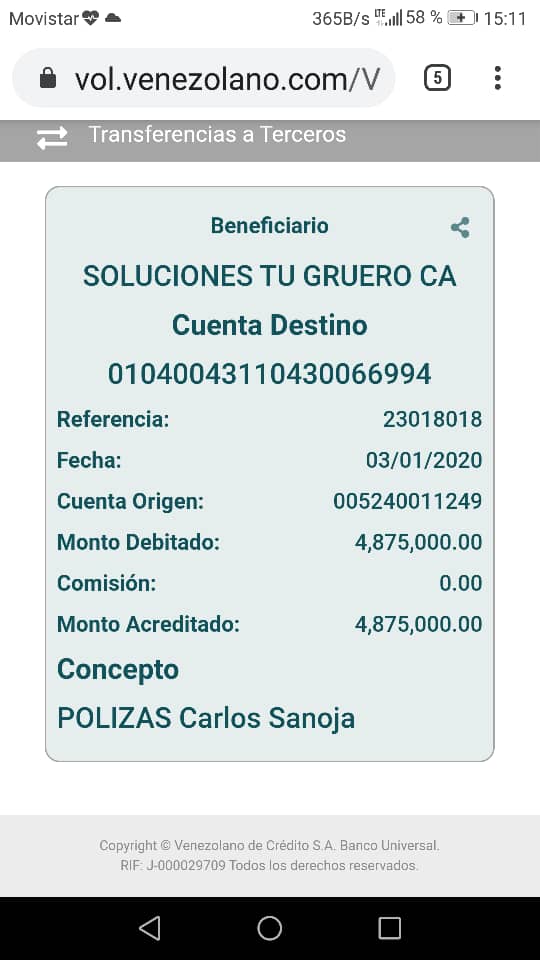 Movistar 365B/s LTE 58 % 15:11
vol.venezolano.com/V 5
Transferencias a Terceros
Beneficiario
SOLUCIONES TU GRUERO CA
Cuenta Destino
01040043110430066994
Referencia: 23018018
Fecha: 03/01/2020
Cuenta Origen: 005240011249
Monto Debitado: 4,875,000.00
Comisión: 0.00
Monto Acreditado: 4,875,000.00
Concepto
POLIZAS Carlos Sanoja
Copyright © Venezolano de Crédito S.A. Banco Universal.
RIF: J-000029709 Todos los derechos reservados.